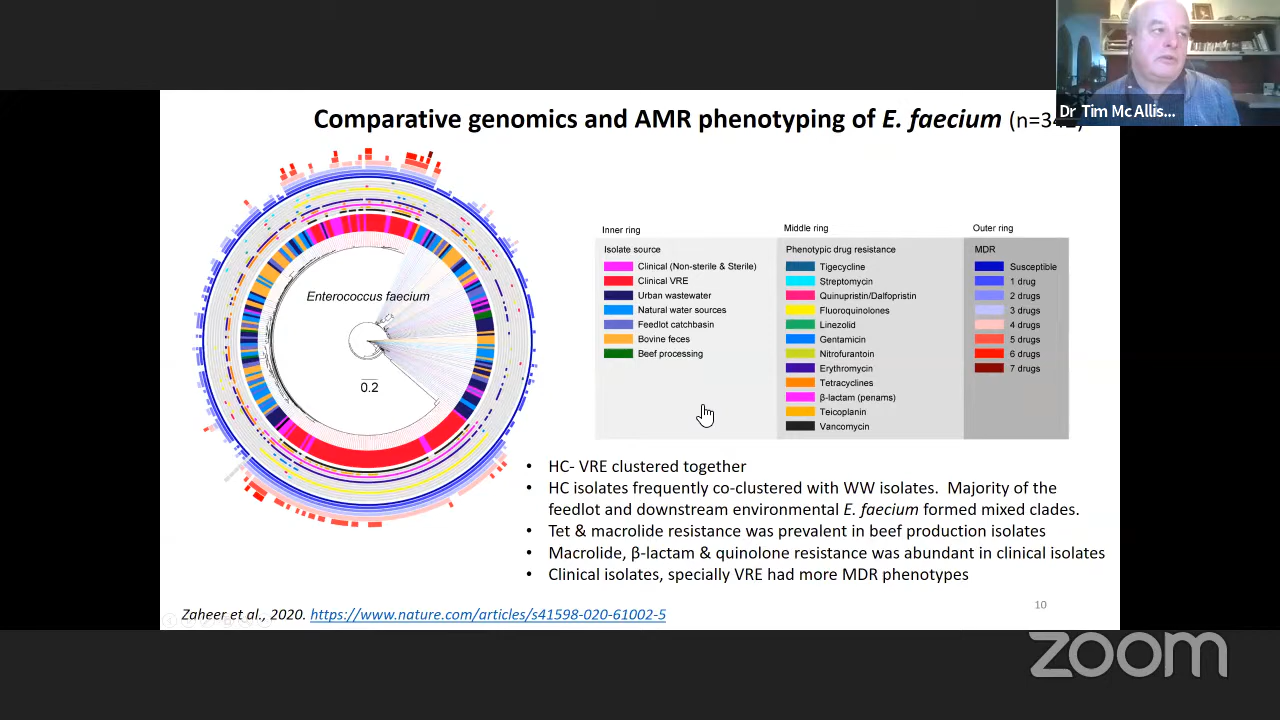 Dr Tim Mc Allis...
Comparative genomics and AMR phenotyping of E. faecium
Enterococcus faecium
0.2
Inner ring
Isolate source
Clinical (Non-sterile & Sterile)
Clinical VRE
Urban wastewater
Natural water sources
Feedlot catchbasin
Bovine feces
Beef processing
Middle ring
Phenotypic drug resistance
Tigecycline
Streptomycin
Quinupristin/Dalfopristin
Fluoroquinolones
Linezolid
Gentamicin
Nitrofurantoin
Erythromycin
Tetracyclines
β-lactam (penams)
Teicoplanin
Vancomycin
Outer ring
MDR
Susceptible
1 drug
2 drugs
3 drugs
4 drugs
5 drugs
6 drugs
7 drugs
• HC- VRE clustered together
• HC isolates frequently co-clustered with WW isolates. Majority of the
feedlot and downstream environmental E. faecium formed mixed clades.
• Tet & macrolide resistance was prevalent in beef production isolates
• Macrolide, β-lactam & quinolone resistance was abundant in clinical isolates
• Clinical isolates, specially VRE had more MDR phenotypes
Zaheer et al., 2020. https://www.nature.com/articles/s41598-020-61002-5
10
zoom